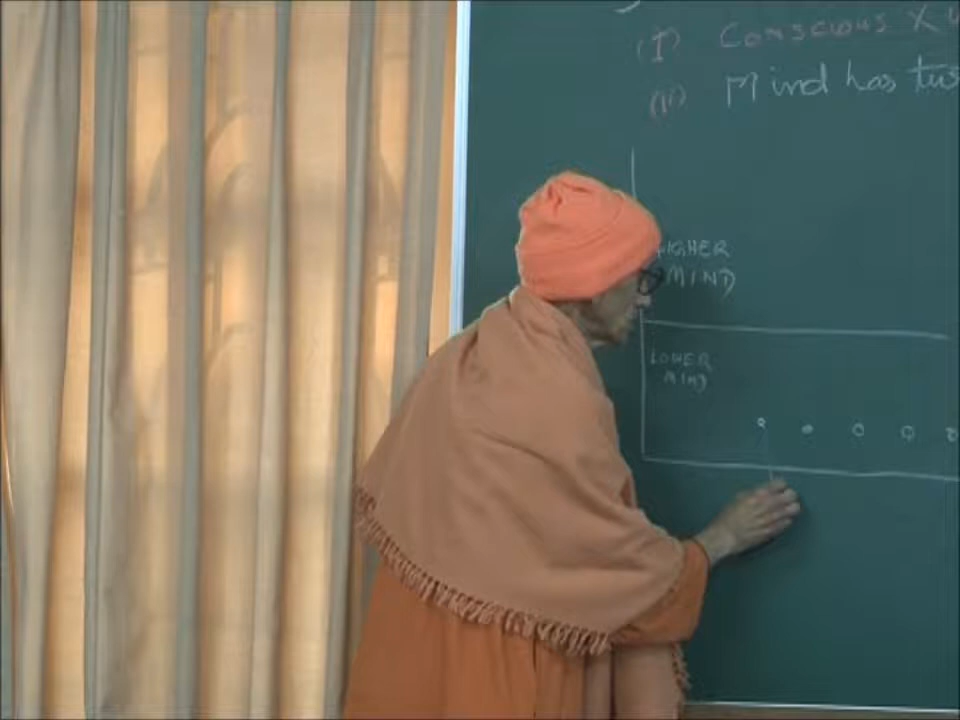 (I) Conscious X
(II) Mind has
HIGHER
MIND
LOWER
MIND